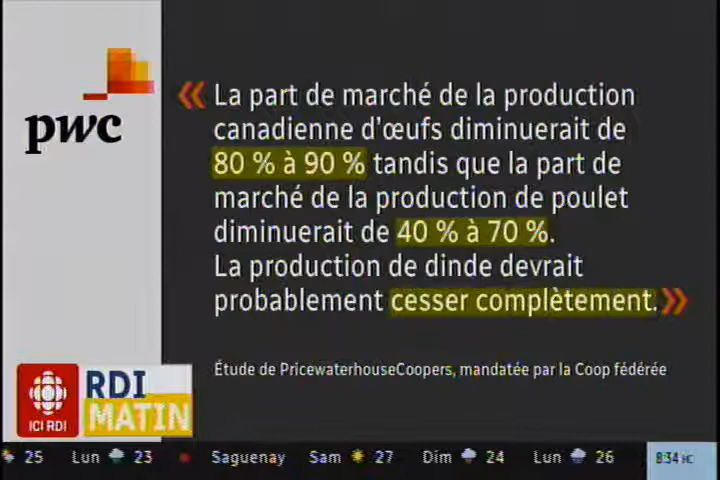 pwc
« La part de marché de la production
canadienne d'œufs diminuerait de
80 % à 90 % tandis que la part de
marché de la production de poulet
diminuerait de 40 % à 70 %.
La production de dinde devrait
probablement cesser complètement. »
Étude de PricewaterhouseCoopers, mandatée par la Coop fédérée
ICI RDI
RDI
MATIN
25 Lun 23 Saguenay Sam 27 Dim 24 Lun 26 8:34 HC